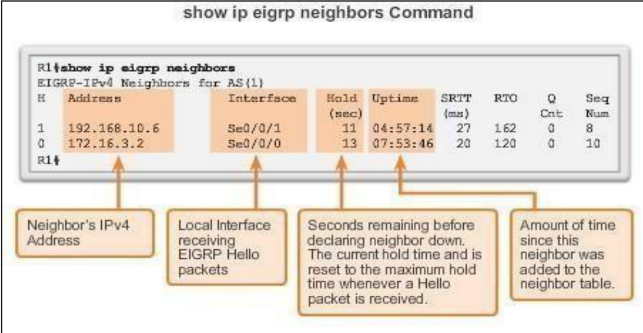 show ip eigrp neighbors Command
R1#show ip eigrp neighbors
EIGRP-IPv4 Neighbors for AS(1)
H Address Interface Hold Uptime SRTT RTO Q Seq
(sec) (ms) Cnt Num
1 192.168.10.6 Se0/0/1 11 04:57:14 27 162 0 8
0 172.16.3.2 Se0/0/0 13 07:53:46 20 120 0 10
R1#
Neighbor's IPv4
Address
Local Interface
receiving
EIGRP Hello
packets
Seconds remaining before
declaring neighbor down.
The current hold time and is
reset to the maximum hold
time whenever a Hello
packet is received.
Amount of time
since this
neighbor was
added to the
neighbor table.